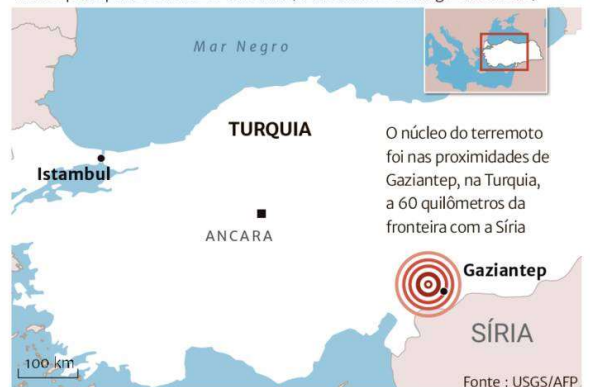 Mar Negro
TURQUIA
O núcleo do terremoto
foi nas proximidades de
Gaziantep, na Turquia,
a 60 quilômetros da
fronteira com a Síria
Istambul
ANCARA
Gaziantep
SÍRIA
100 km
Fonte : USGS/AFP